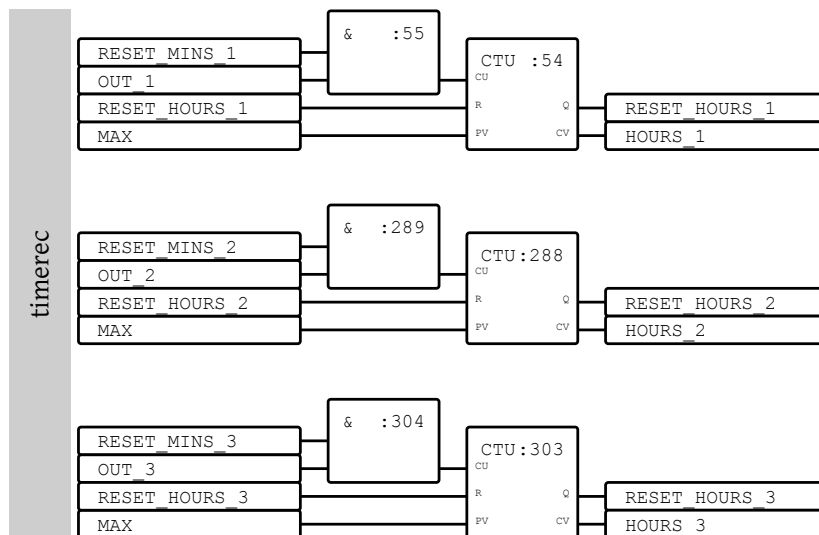 timerec
& :55
RESET_MINS_1
OUT_1
RESET_HOURS_1
MAX
CTU :54
CU
R Q
PV CV
RESET_HOURS_1
HOURS_1
& :289
RESET_MINS_2
OUT_2
RESET_HOURS_2
MAX
CTU:288
CU
R Q
PV CV
RESET_HOURS_2
HOURS_2
& :304
RESET_MINS_3
OUT_3
RESET_HOURS_3
MAX
CTU:303
CU
R Q
PV CV
RESET_HOURS_3
HOURS_3